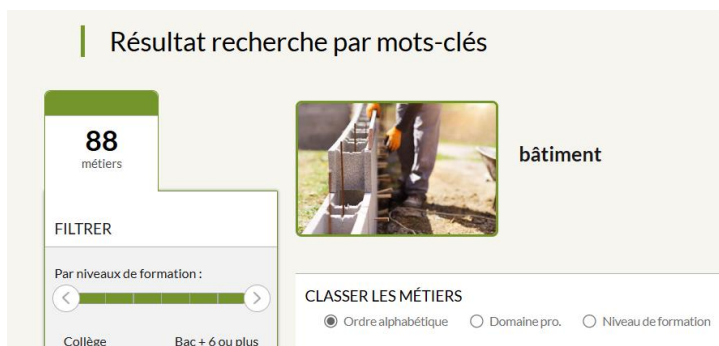 Résultat recherche par mots-clés
88
métiers
bâtiment
FILTRER
Par niveaux de formation :
Collège Bac + 6 ou plus
CLASSER LES MÉTIERS
Ordre alphabétique Domaine pro. Niveau de formation